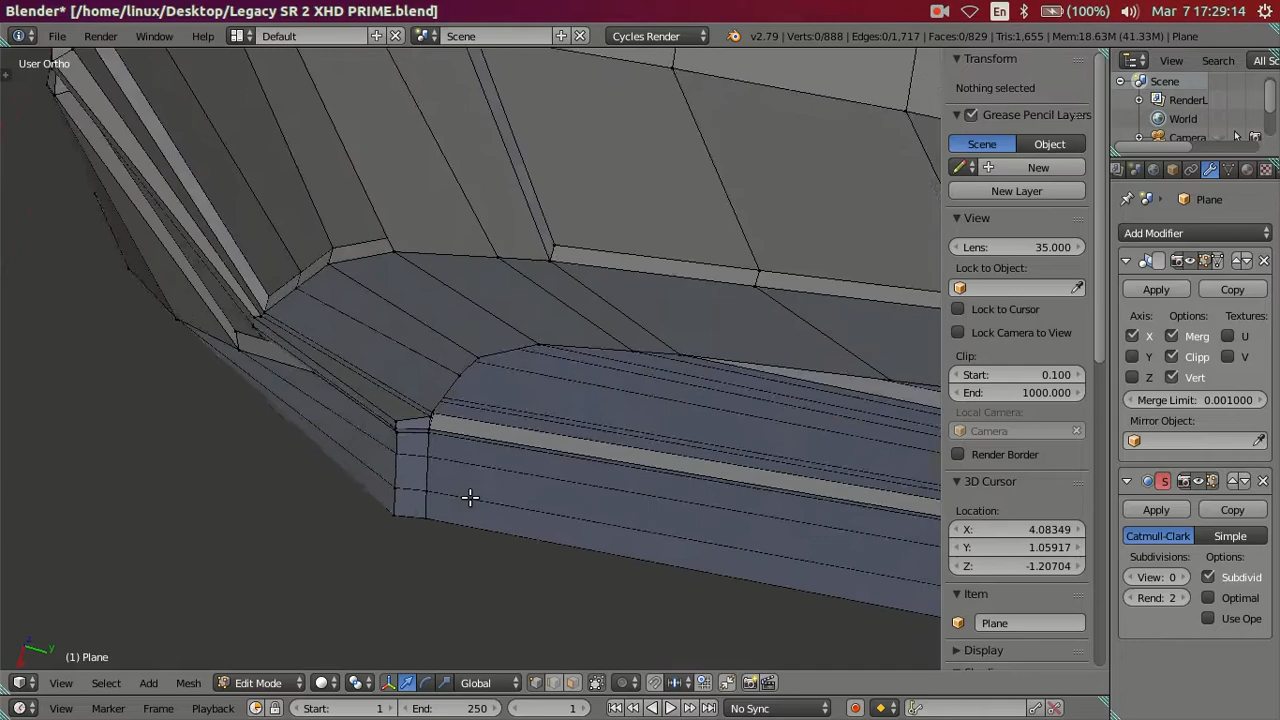 Blender* [/home/linux/Desktop/Legacy SR 2 XHD PRIME.blend]
En
(100%)
Mar 7 17:29:14
File
Render
Window
Help
Default
Scene
Cycles Render
v2.79 | Verts:0/888 | Edges:0/1,717 | Faces:0/829 | Tris:1,655 | Mem:18.63M (41.33M) | Plane
User Ortho
Transform
Nothing selected
Grease Pencil Layers
Scene
Object
New
New Layer
View
Lens: 35.000
Lock to Object:
Lock to Cursor
Lock Camera to View
Clip:
Start: 0.100
End: 1000.000
Local Camera:
Camera
Render Border
3D Cursor
Location:
X: 4.08349
Y: 1.05917
Z: -1.20704
Item
Plane
Display
View
Search
All Sc
Scene
RenderL
World
Camera
Plane
Add Modifier
Apply
Copy
Axis:
Options:
Textures:
X
Merg
U
Y
Clipp
V
Z
Vert
Merge Limit: 0.001000
Mirror Object:
S
Apply
Copy
Catmull-Clark
Simple
Subdivisions:
Options:
View: 0
Subdivid
Rend: 2
Optimal
Use Ope
z
y
(1) Plane
View
Select
Add
Mesh
Edit Mode
Global
View
Marker
Frame
Playback
Start: 1
End: 250
1
No Sync